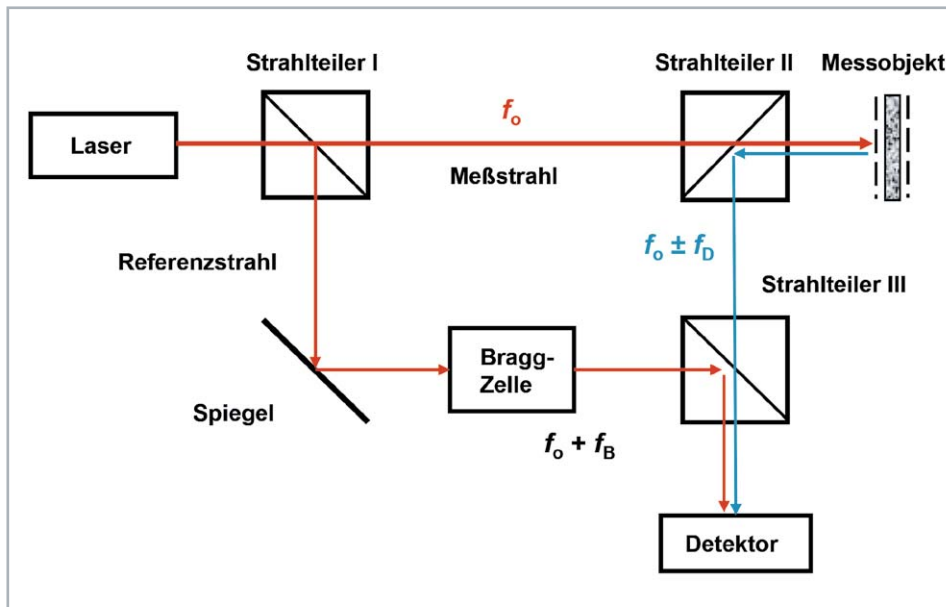 Strahlteiler I
Strahlteiler II
Messobjekt
Laser
fo
Meßstrahl
Referenzstrahl
fo ± fD
Strahlteiler III
Bragg-
Zelle
Spiegel
fo + fB
Detektor